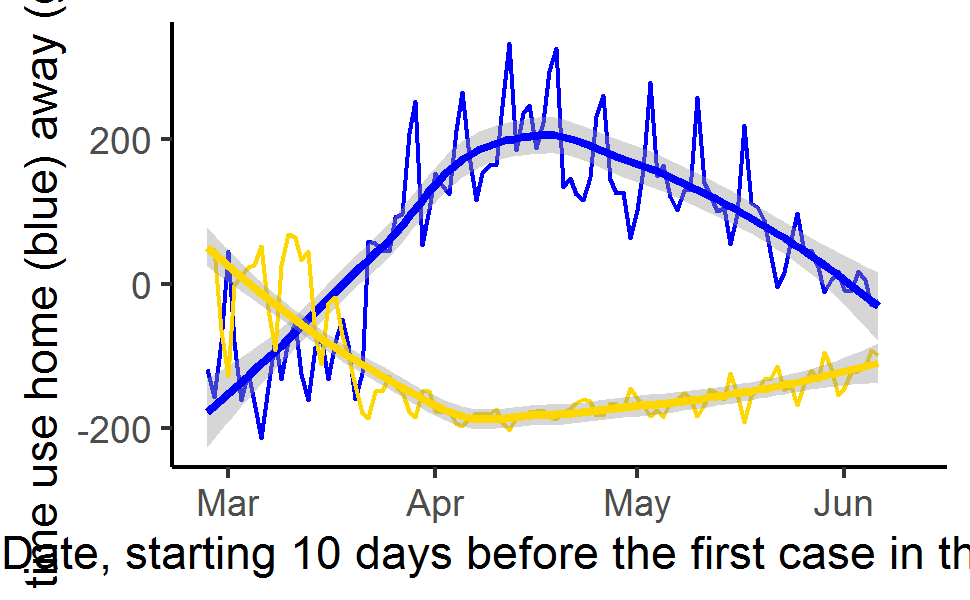 time use home (blue) away (
200
0
-200
Mar Apr May Jun
Date, starting 10 days before the first case in th